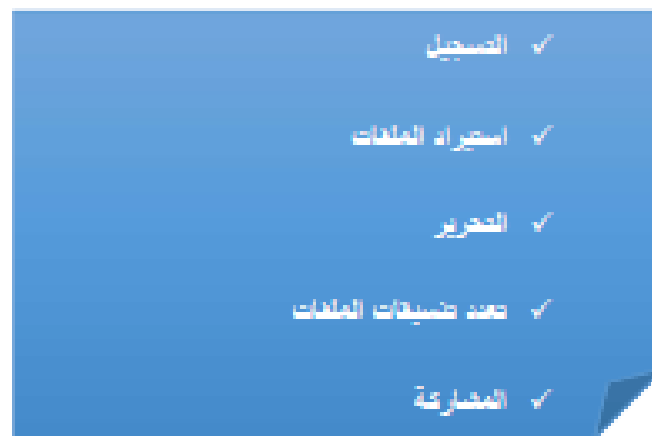 ✓ التسجيل
✓ استيراد الملفات
✓ التحرير
✓ تعدد تنسيقات الملفات
✓ المشاركة